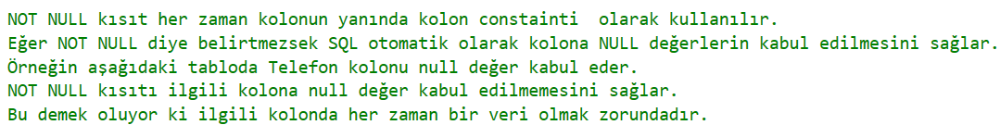 NOT NULL kısıt her zaman kolonun yanında kolon constainti olarak kullanılır.
Eğer NOT NULL diye belirtmezsek SQL otomatik olarak kolona NULL değerlerin kabul edilmesini sağlar.
Örneğin aşağıdaki tabloda Telefon kolonu null değer kabul eder.
NOT NULL kısıtı ilgili kolona null değer kabul edilmemesini sağlar.
Bu demek oluyor ki ilgili kolonda her zaman bir veri olmak zorundadır.